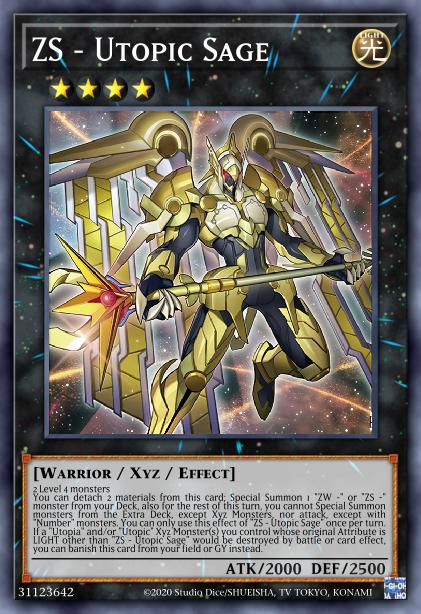 ZS - Utopic Sage
LIGHT
光
[Warrior / Xyz / Effect]
2 Level 4 monsters
You can detach 2 materials from this card; Special Summon 1 "ZW -" or "ZS -"
monster from your Deck, also for the rest of this turn, you cannot Special Summon
monsters from the Extra Deck, except Xyz Monsters, nor attack, except with
"Number" monsters. You can only use this effect of "ZS - Utopic Sage" once per turn.
If a "Utopia" and/or "Utopic" Xyz Monster(s) you control whose original Attribute is
LIGHT other than "ZS - Utopic Sage" would be destroyed by battle or card effect,
you can banish this card from your field or GY instead.
ATK/2000 DEF/2500
31123642
©2020 Studio Dice/SHUEISHA, TV TOKYO, KONAMI